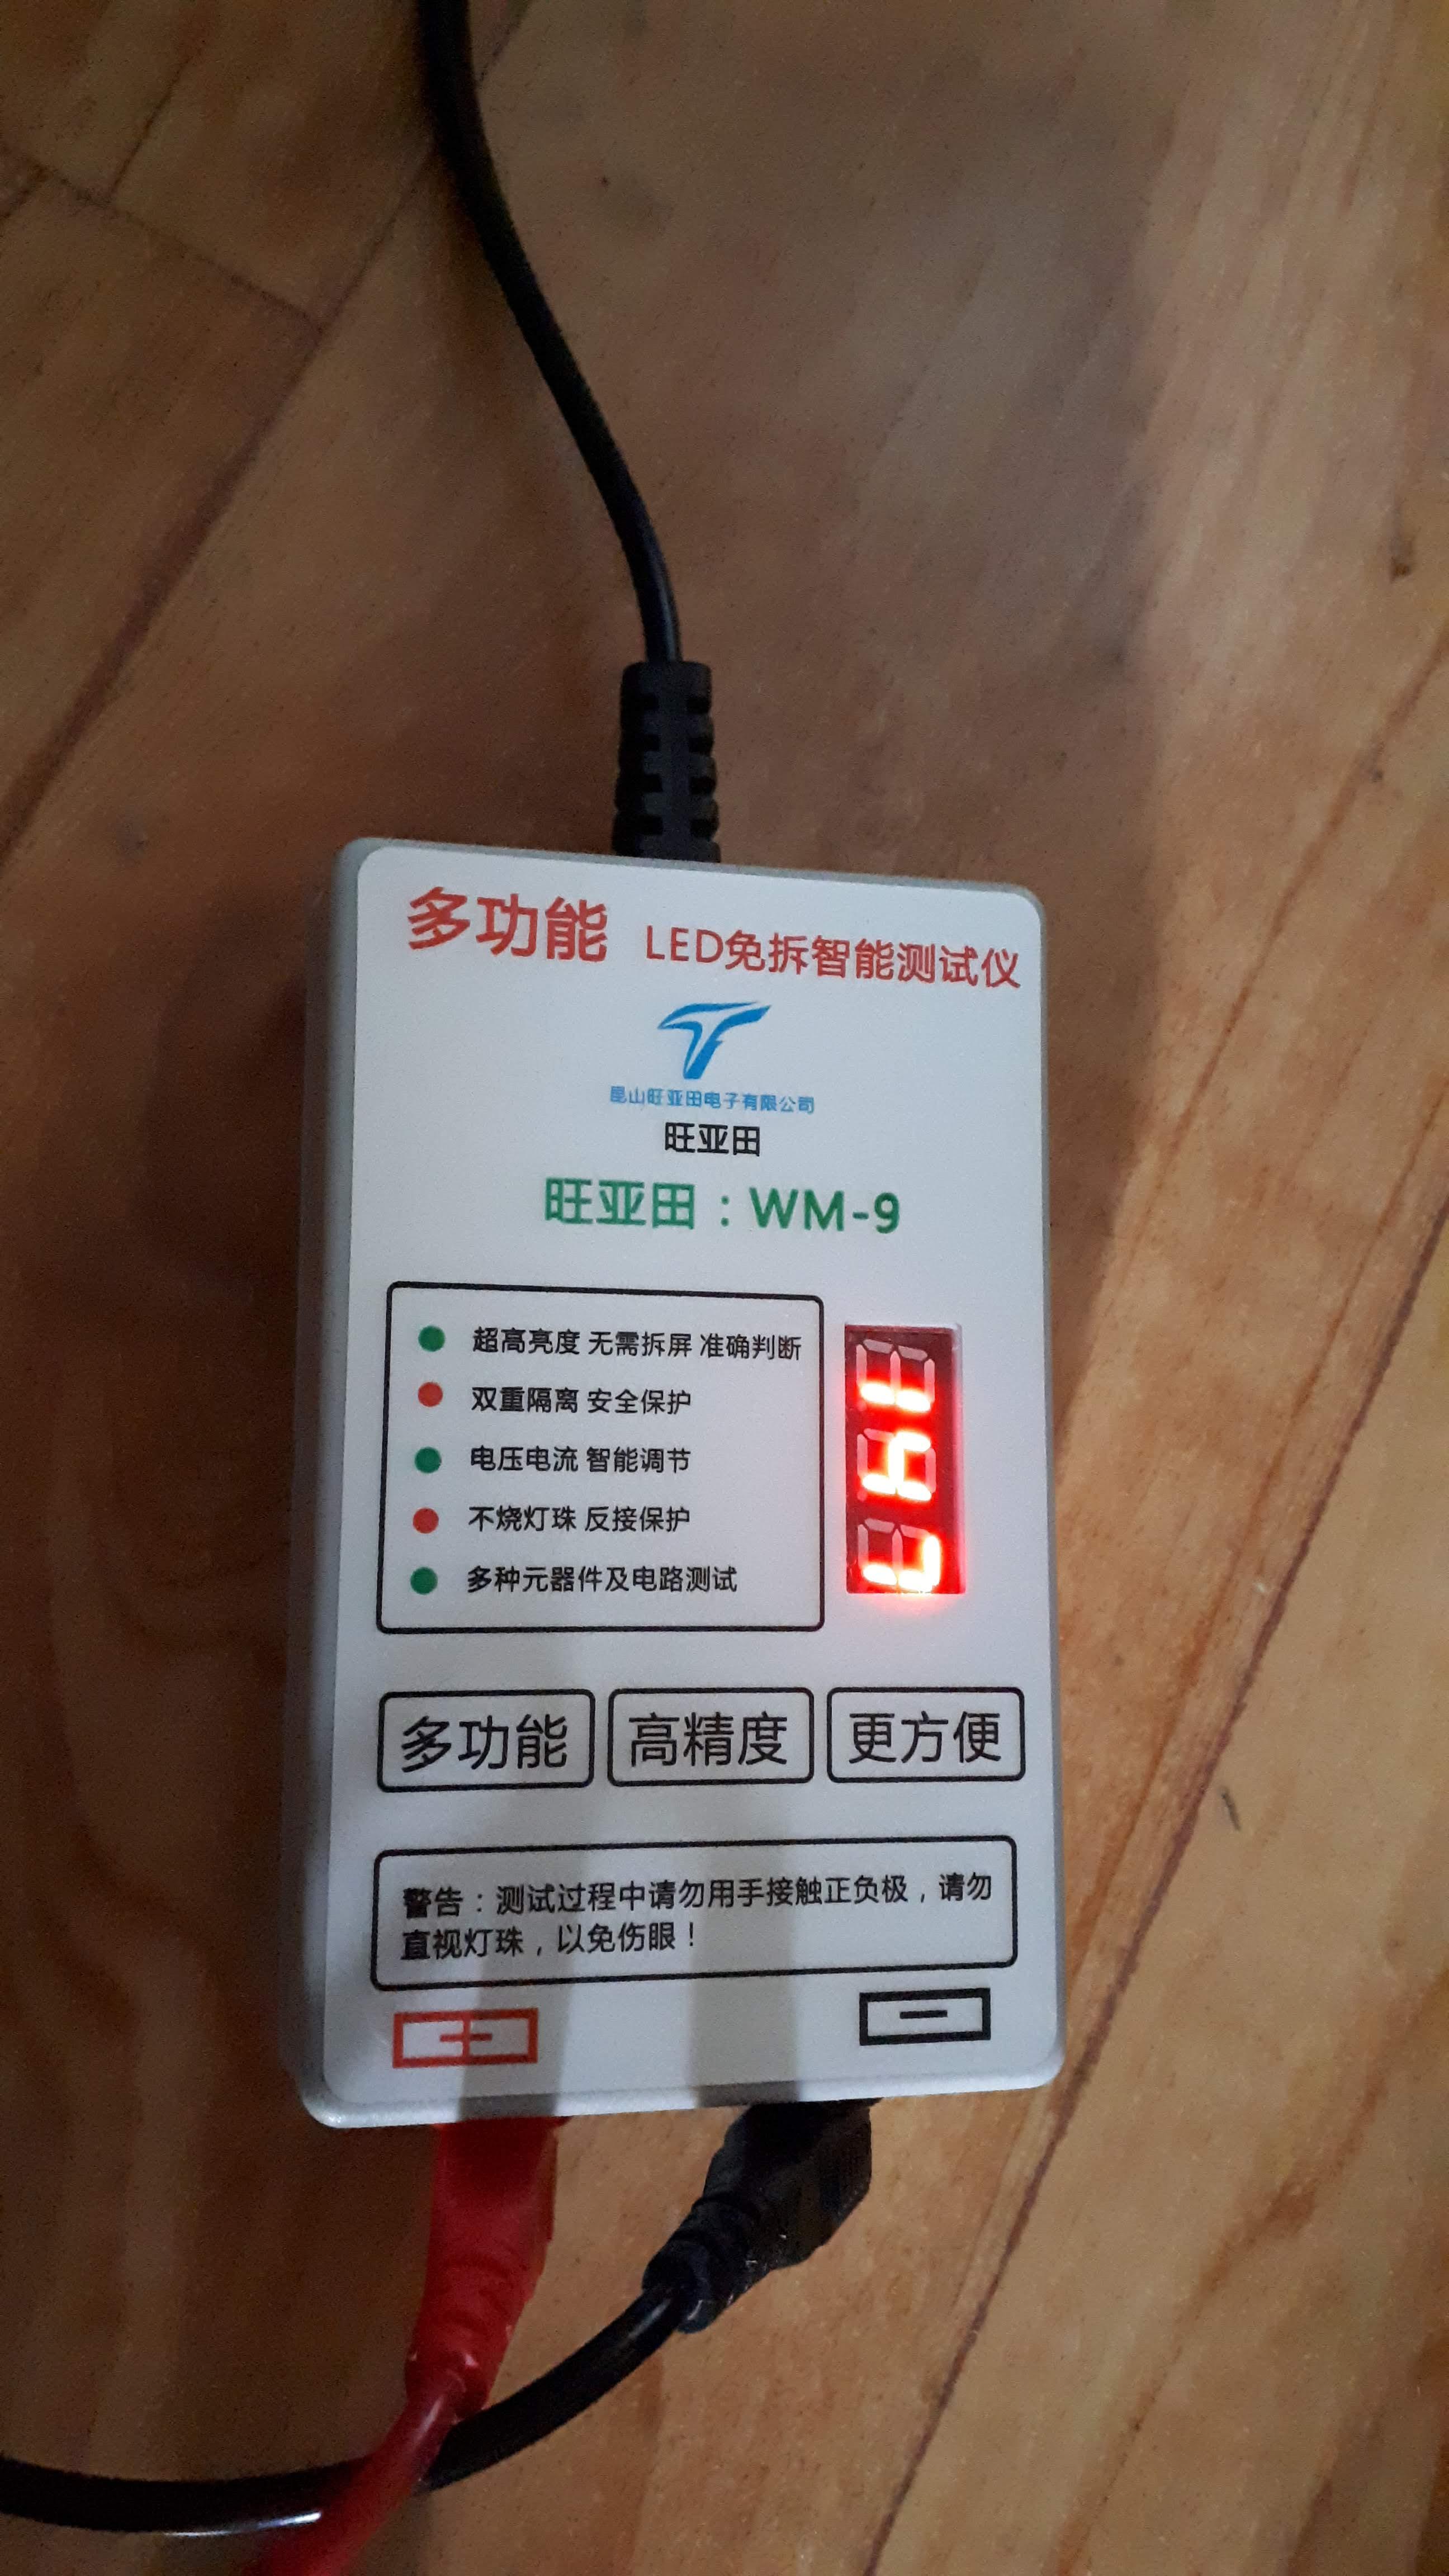 多功能 LED免拆智能测试仪
昆山旺亚田电子有限公司
旺亚田
旺亚田：WM-9
超高亮度 无需拆屏 准确判断
双重隔离 安全保护
电压电流 智能调节
不烧灯珠 反接保护
多种元器件及电路测试
多功能 高精度 更方便
警告：测试过程中请勿用手接触正负极，请勿
直视灯珠，以免伤眼！
+ −